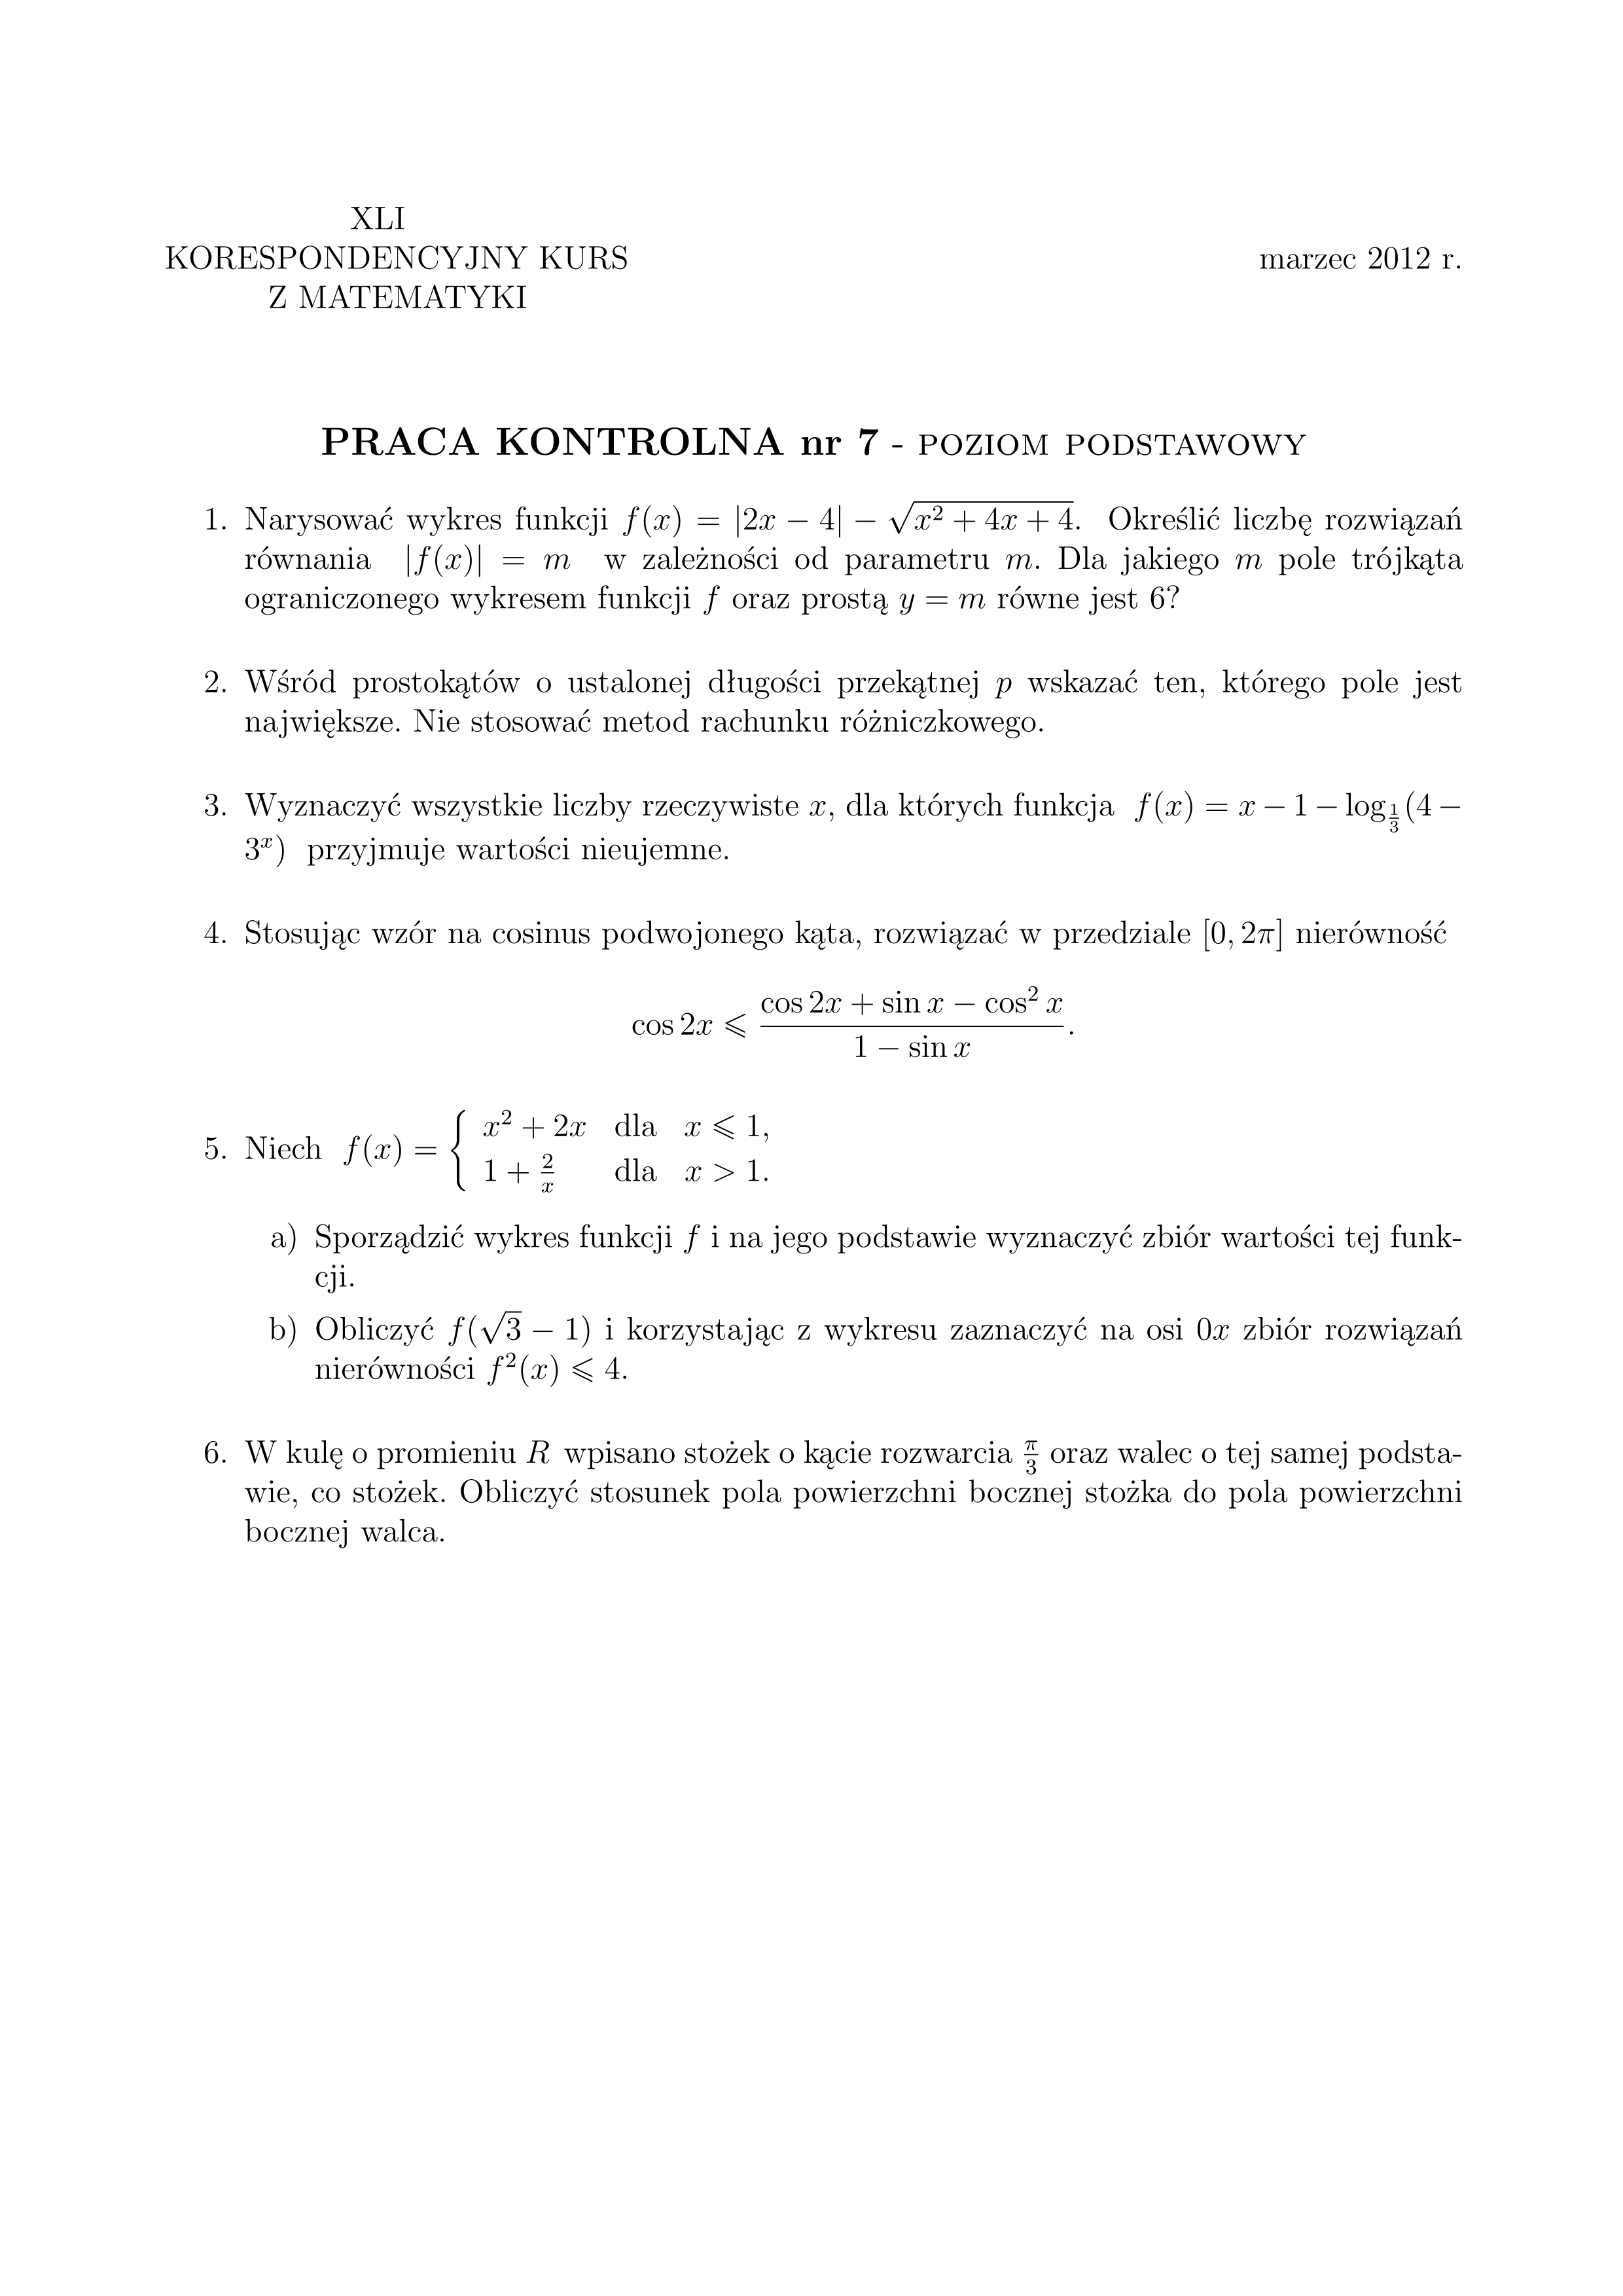 XLI
KORESPONDENCYJNY KURS
Z MATEMATYKI
marzec 2012 r.
PRACA KONTROLNA nr 7 - POZIOM PODSTAWOWY
1. Narysować wykres funkcji $f(x) = |2x - 4| - \sqrt{x^2 + 4x + 4}$. Określić liczbę rozwiązań
równania $|f(x)| = m$ w zależności od parametru $m$. Dla jakiego $m$ pole trójkąta
ograniczonego wykresem funkcji $f$ oraz prostą $y = m$ równe jest 6?
2. Wśród prostokątów o ustalonej długości przekątnej $p$ wskazać ten, którego pole jest
największe. Nie stosować metod rachunku różniczkowego.
3. Wyznaczyć wszystkie liczby rzeczywiste $x$, dla których funkcja $f(x) = x - 1 - \log_{\frac{1}{3}}(4 -$
$3^x)$ przyjmuje wartości nieujemne.
4. Stosując wzór na cosinus podwojonego kąta, rozwiązać w przedziale $[0, 2\pi]$ nierówność
$\cos 2x \leqslant \frac{\cos 2x + \sin x - \cos^2 x}{1 - \sin x}.$
5. Niech $f(x) = \begin{cases} x^2 + 2x & \text{dla } x \leqslant 1, \\ 1 + \frac{2}{x} & \text{dla } x > 1. \end{cases}$
a) Sporządzić wykres funkcji $f$ i na jego podstawie wyznaczyć zbiór wartości tej funk-
cji.
b) Obliczyć $f(\sqrt{3} - 1)$ i korzystając z wykresu zaznaczyć na osi $0x$ zbiór rozwiązań
nierówności $f^2(x) \leqslant 4$.
6. W kulę o promieniu $R$ wpisano stożek o kącie rozwarcia $\frac{\pi}{3}$ oraz walec o tej samej podsta-
wie, co stożek. Obliczyć stosunek pola powierzchni bocznej stożka do pola powierzchni
bocznej walca.